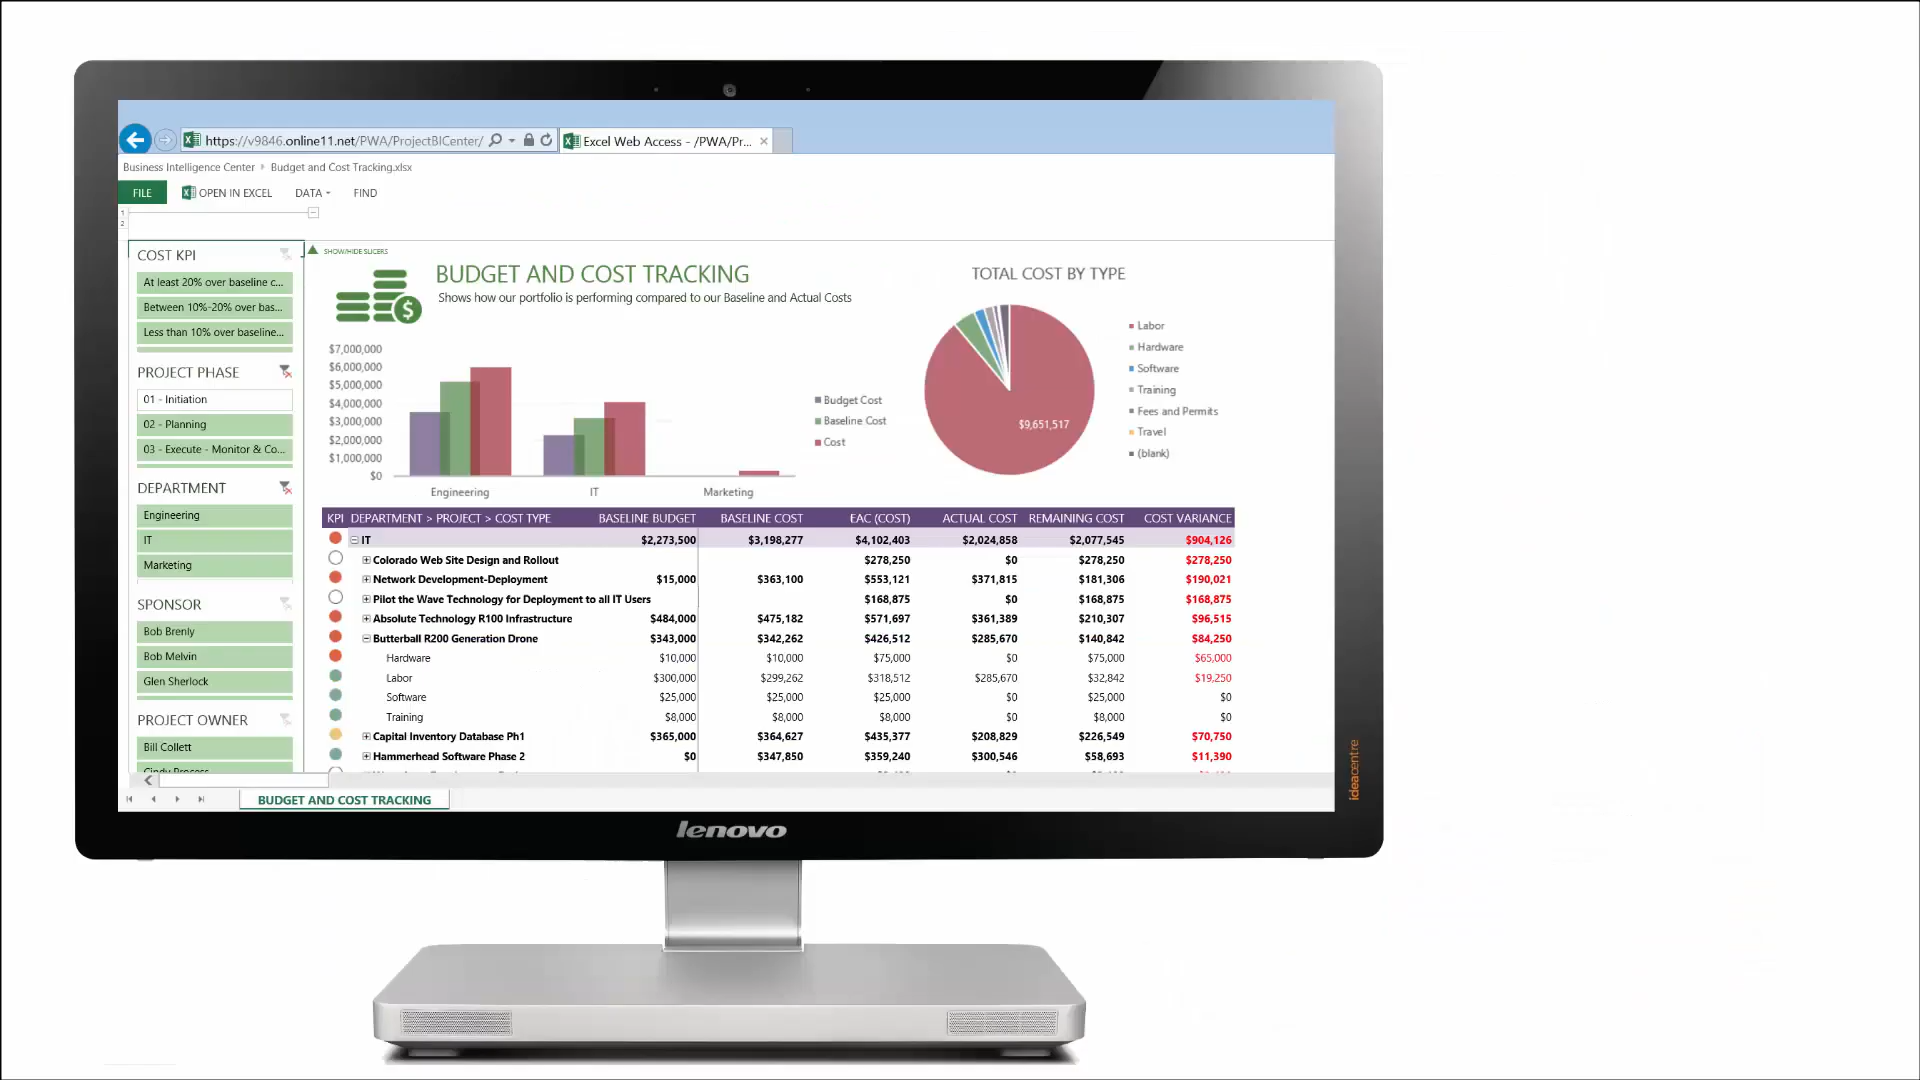 https://v9846.online11.net/PWA/ProjectBICenter/
Excel Web Access - /PWA/Pr...
Business Intelligence Center Budget and Cost Tracking.xlsx
FILE OPEN IN EXCEL DATA FIND
1
2
SHOW/HIDE SLICERS
COST KPI
At least 20% over baseline c...
Between 10%-20% over bas...
Less than 10% over baseline...
PROJECT PHASE
01 - Initiation
02 - Planning
03 - Execute - Monitor & Co...
DEPARTMENT
Engineering
IT
Marketing
SPONSOR
Bob Brenly
Bob Melvin
Glen Sherlock
PROJECT OWNER
Bill Collett
BUDGET AND COST TRACKING
Shows how our portfolio is performing compared to our Baseline and Actual Costs
$7,000,000
$6,000,000
$5,000,000
$4,000,000
$3,000,000
$2,000,000
$1,000,000
$0
Engineering IT Marketing
Budget Cost
Baseline Cost
Cost
TOTAL COST BY TYPE
$9,651,517
Labor
Hardware
Software
Training
Fees and Permits
Travel
(blank)
KPI DEPARTMENT > PROJECT > COST TYPE BASELINE BUDGET BASELINE COST EAC (COST) ACTUAL COST REMAINING COST COST VARIANCE
IT $2,273,500 $3,198,277 $4,102,403 $2,024,858 $2,077,545 $904,126
Colorado Web Site Design and Rollout $278,250 $0 $278,250 $278,250
Network Development-Deployment $15,000 $363,100 $553,121 $371,815 $181,306 $190,021
Pilot the Wave Technology for Deployment to all IT Users $168,875 $0 $168,875 $168,875
Absolute Technology R100 Infrastructure $484,000 $475,182 $571,697 $361,389 $210,307 $96,515
Butterball R200 Generation Drone $343,000 $342,262 $426,512 $285,670 $140,842 $84,250
Hardware $10,000 $10,000 $75,000 $0 $75,000 $65,000
Labor $300,000 $299,262 $318,512 $285,670 $32,842 $19,250
Software $25,000 $25,000 $25,000 $0 $25,000 $0
Training $8,000 $8,000 $8,000 $0 $8,000 $0
Capital Inventory Database Ph1 $365,000 $364,627 $435,377 $208,829 $226,549 $70,750
Hammerhead Software Phase 2 $0 $347,850 $359,240 $300,546 $58,693 $11,390
BUDGET AND COST TRACKING
lenovo
ideacentre